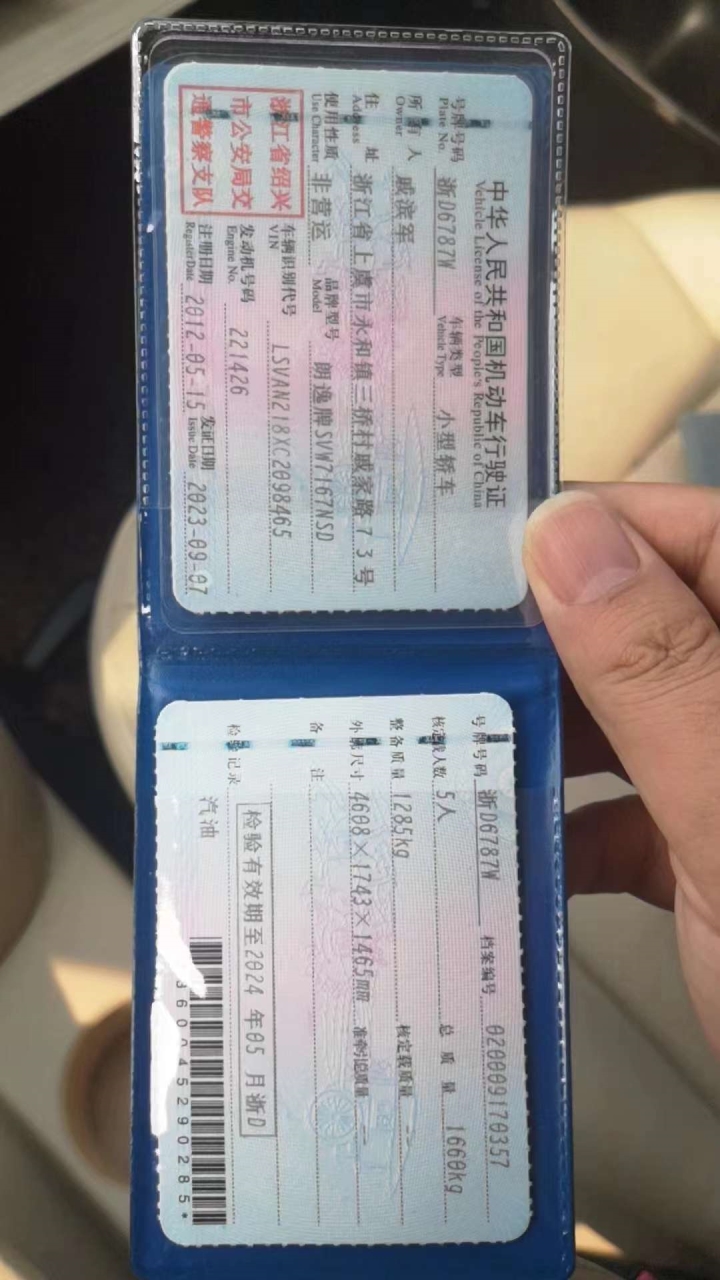 中华人民共和国机动车行驶证
Vehicle License of the People's Republic of China
号牌号码 浙D6787W 车辆类型 小型轿车
Plate No. Vehicle Type
所有人 戚滨军
Owner
住址 浙江省上虞市永和镇三桥村戚家路73号
Address
使用性质 非营运 品牌型号 朗逸牌SVW7167NSD
Use Character Model
浙江省绍兴
市公安局交
通警察支队
车辆识别代号 LSVAN218XC2098465
VIN
发动机号码 221426
Engine No.
注册日期 2012-05-15 发证日期 2023-09-07
Register Date Issue Date
号牌号码 浙D6787W 档案编号 020009170357
核定载人数 5人 总质量 1660kg
整备质量 1285kg 核定载质量 --
外廓尺寸 4608×1743×1465mm 准牵引总质量 --
备注
检验有效期至2024年05月浙D
检验记录
汽油
360045290285*